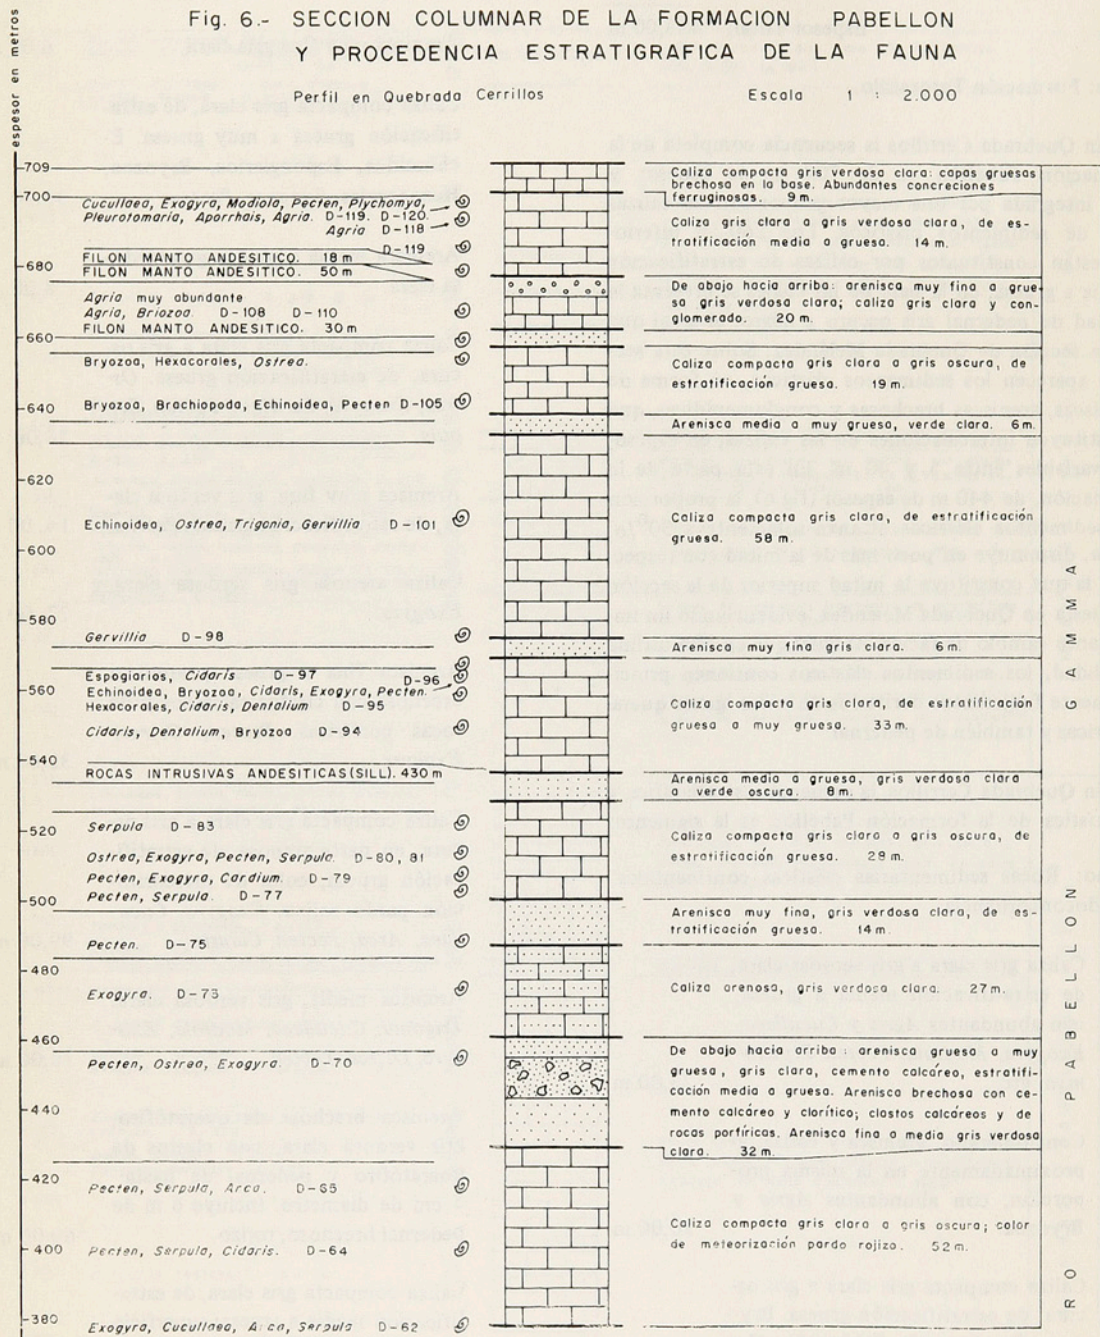 Fig. 6.- SECCION COLUMNAR DE LA FORMACION PABELLON
Y PROCEDENCIA ESTRATIGRAFICA DE LA FAUNA
Perfil en Quebrada Cerrillos Escala 1 : 2.000
espesor en metros
709
700
680
660
640
620
600
580
560
540
520
500
480
460
440
420
400
380
Cucullaea, Exogyra, Modiola, Pecten, Plychomya,
Pleurotomaria, Aporrhais, Agria. D-119. D-120.
Agria D-118
D-119
FILON MANTO ANDESITICO. 18 m
FILON MANTO ANDESITICO. 50 m
Agria muy abundante
Agria, Briozoa. D-108 D-110
FILON MANTO ANDESITICO. 30 m
Bryozoa, Hexacorales, Ostrea.
Bryozoa, Brachiopoda, Echinoidea, Pecten D-105
Echinoidea, Ostrea, Trigonia, Gervillia D-101
Gervillia D-98
Espogiarios, Cidaris. D-97
D-96
Echinoidea, Bryozoa, Cidaris, Exogyra, Pecten.
Hexacorales, Cidaris, Dentalium D-95
Cidaris, Dentalium, Bryozoa D-94
ROCAS INTRUSIVAS ANDESITICAS (SILL). 430 m
Serpula D-83
Ostrea, Exogyra, Pecten, Serpula. D-80, 81
Pecten, Exogyra, Cardium. D-79
Pecten, Serpula. D-77
Pecten. D-75
Exogyra. D-73
Pecten, Ostrea, Exogyra. D-70
Pecten, Serpula, Arca. D-65
Pecten, Serpula, Cidaris. D-64
Exogyra, Cucullaea, Arca, Serpula D-62
Caliza compacta gris verdosa clara: capas gruesas
brechosa en la base. Abundantes concreciones
ferruginosas. 9 m.
Caliza gris clara a gris verdosa clara, de es-
tratificación media a gruesa. 14 m.
De abajo hacia arriba: arenisca muy fina a grue-
sa gris verdosa clara; caliza gris clara y con-
glomerado. 20 m.
Caliza compacta gris clara a gris oscura, de
estratificación gruesa. 19 m.
Arenisca media a muy gruesa, verde clara. 6 m.
Caliza compacta gris clara, de estratificación
gruesa. 58 m.
Arenisca muy fina gris clara. 6 m.
Caliza compacta gris clara, de estratificación
gruesa a muy gruesa. 33 m.
Arenisca media a gruesa, gris verdosa clara
a verde oscura. 8 m.
Caliza compacta gris clara a gris oscura, de
estratificación gruesa. 28 m.
Arenisca muy fina, gris verdosa clara, de es-
tratificación gruesa. 14 m.
Caliza arenosa, gris verdosa clara. 27 m.
De abajo hacia arriba: arenisca gruesa a muy
gruesa, gris clara, cemento calcáreo, estratifi-
cación media a gruesa. Arenisca brechosa con ce-
mento calcáreo y clorítico; clastos calcáreos y de
rocas porfíricas. Arenisca fina a media gris verdosa
clara. 32 m.
Caliza compacta gris clara a gris oscura; color
de meteorización pardo rojizo. 52 m.
RO PABELLON GAMMA